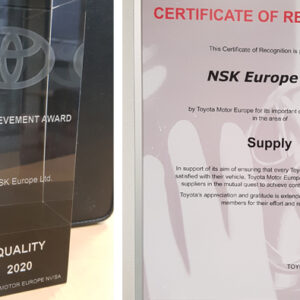 EVEMENT AWARD
SK Europe Ltd.
QUALITY
2020
MOTOR EUROPE NV/SA
CERTIFICATE OF RE
This Certificate of Recognition is
NSK Europe
by Toyota Motor Europe for its important
in the area of
Supply
In support of its aim of ensuring that every Toy
satisfied with their vehicle, Toyota Motor Europ
suppliers in the mutual quest to achieve cont
Toyota's appreciation and gratitude is exten
members for their effort and
TOYO